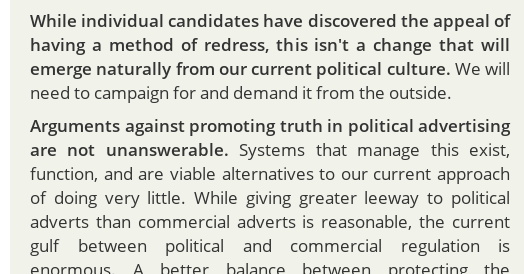 While individual candidates have discovered the appeal of
having a method of redress, this isn't a change that will
emerge naturally from our current political culture. We will
need to campaign for and demand it from the outside.
Arguments against promoting truth in political advertising
are not unanswerable. Systems that manage this exist,
function, and are viable alternatives to our current approach
of doing very little. While giving greater leeway to political
adverts than commercial adverts is reasonable, the current
gulf between political and commercial regulation is
enormous. A better balance between protecting the